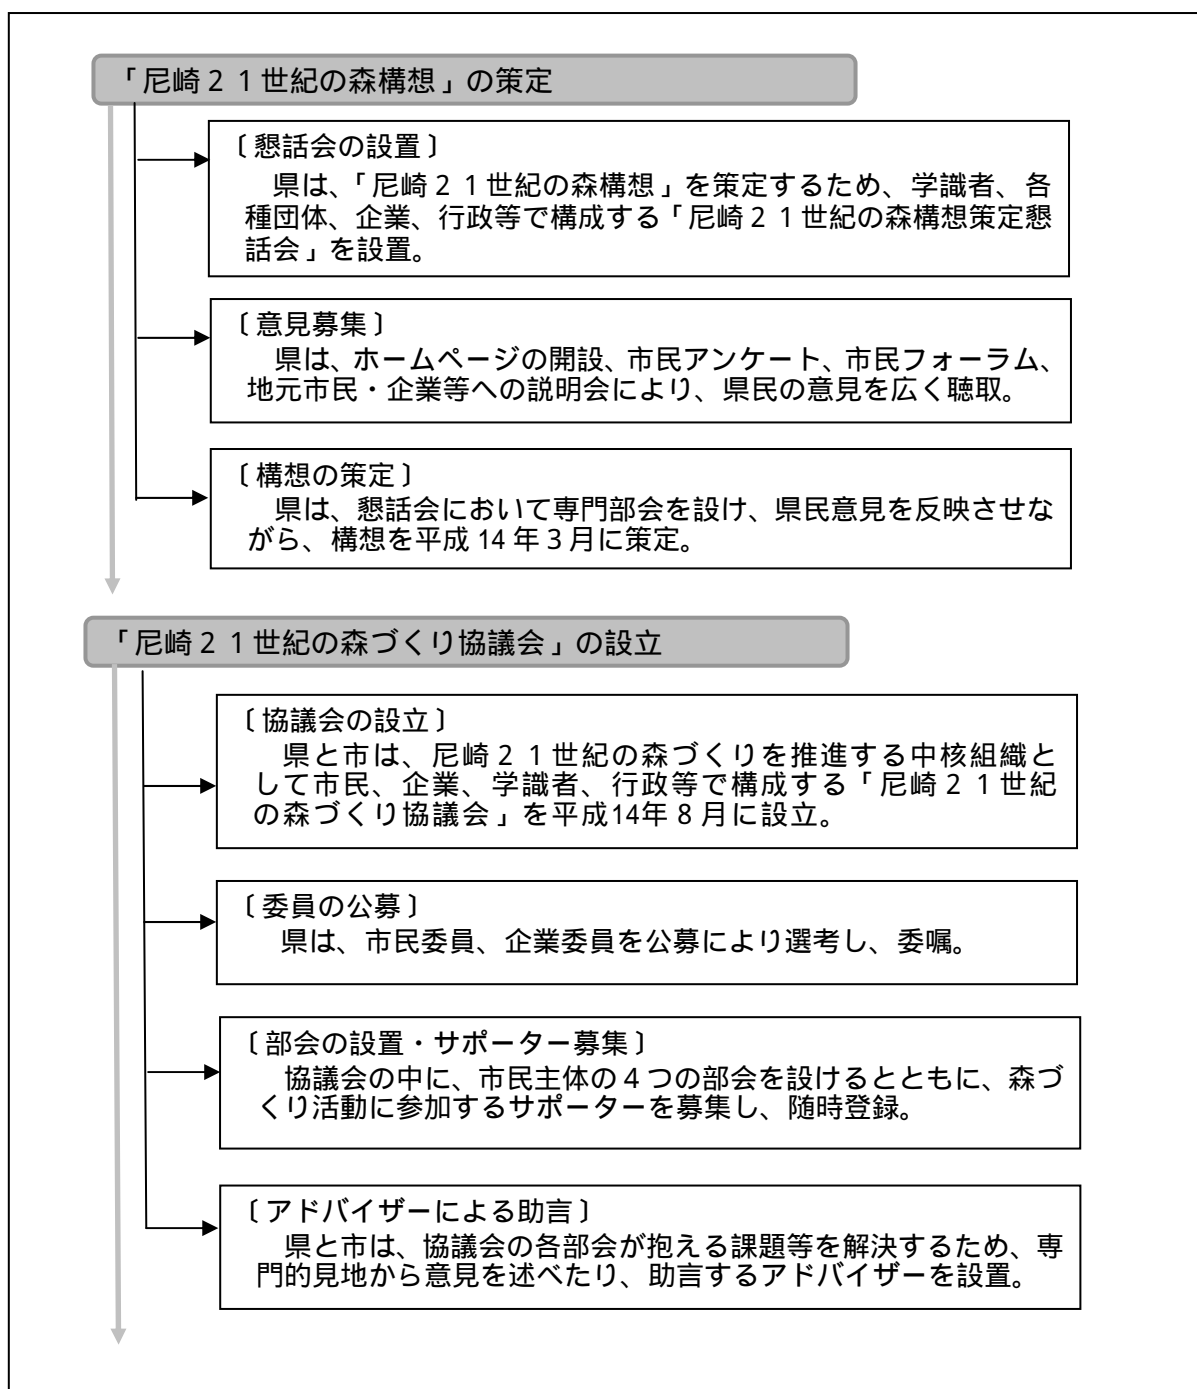 「尼崎２１世紀の森構想」の策定
〔懇話会の設置〕
県は、「尼崎２１世紀の森構想」を策定するため、学識者、各
種団体、企業、行政等で構成する「尼崎２１世紀の森構想策定懇
話会」を設置。
〔意見募集〕
県は、ホームページの開設、市民アンケート、市民フォーラム、
地元市民・企業等への説明会により、県民の意見を広く聴取。
〔構想の策定〕
県は、懇話会において専門部会を設け、県民意見を反映させな
がら、構想を平成 14 年３月に策定。
「尼崎２１世紀の森づくり協議会」の設立
〔協議会の設立〕
県と市は、尼崎２１世紀の森づくりを推進する中核組織と
して市民、企業、学識者、行政等で構成する「尼崎２１世紀
の森づくり協議会」を平成14年８月に設立。
〔委員の公募〕
県は、市民委員、企業委員を公募により選考し、委嘱。
〔部会の設置・サポーター募集〕
協議会の中に、市民主体の４つの部会を設けるとともに、森づ
くり活動に参加するサポーターを募集し、随時登録。
〔アドバイザーによる助言〕
県と市は、協議会の各部会が抱える課題等を解決するため、専
門的見地から意見を述べたり、助言するアドバイザーを設置。